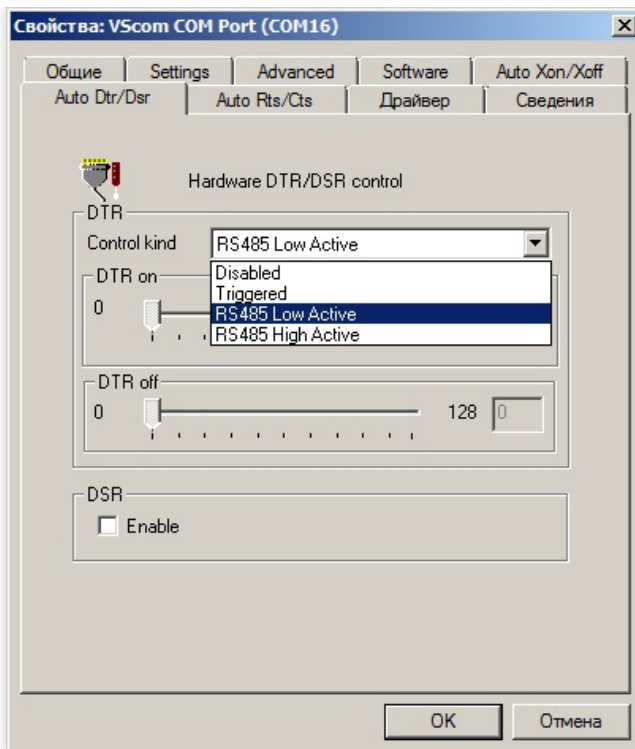 Свойства: VScom COM Port (COM16)
Общие Settings Advanced Software Auto Xon/Xoff
Auto Dtr/Dsr Auto Rts/Cts Драйвер Сведения
Hardware DTR/DSR control
DTR
Control kind RS485 Low Active
Disabled
Triggered
RS485 Low Active
RS485 High Active
DTR on
0
DTR off
0 128 0
DSR
Enable
OK Отмена